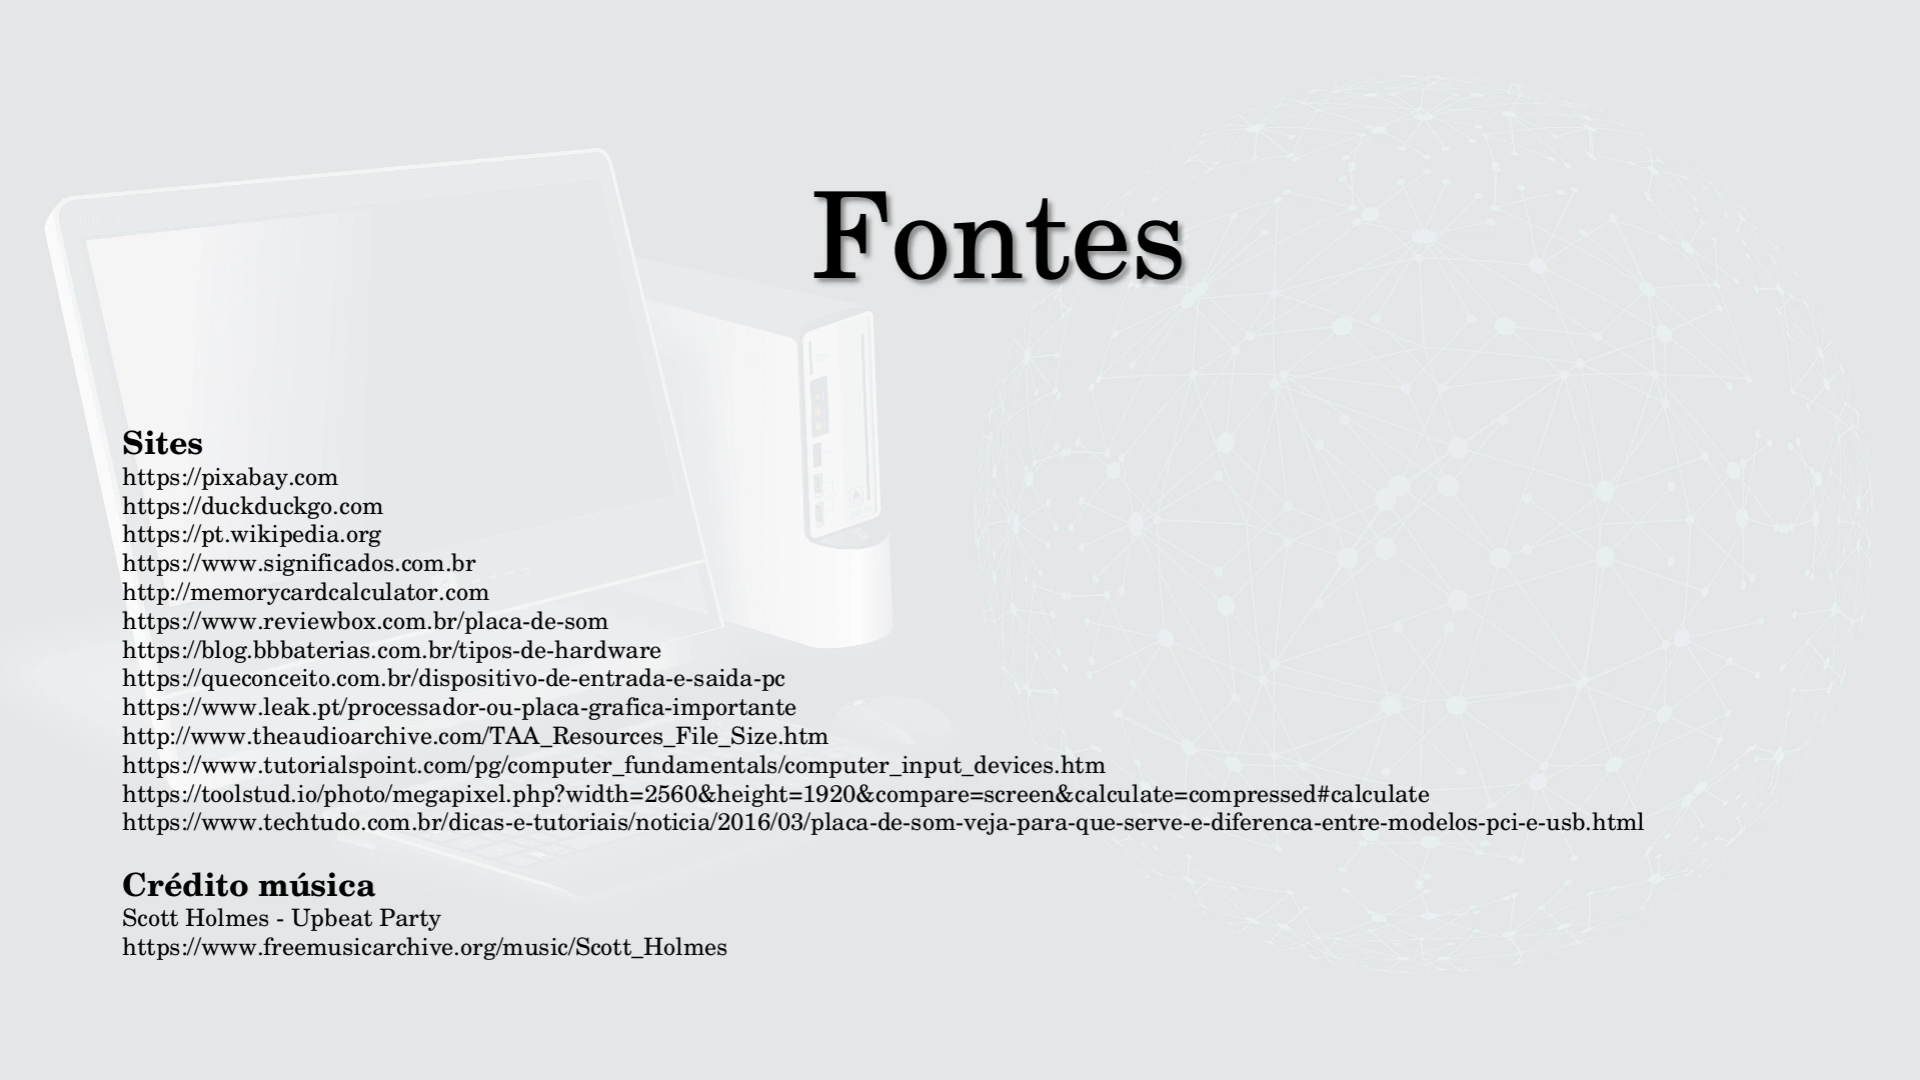 Fontes
Sites
https://pixabay.com
https://duckduckgo.com
https://pt.wikipedia.org
https://www.significados.com.br
http://memorycardcalculator.com
https://www.reviewbox.com.br/placa-de-som
https://blog.bbbaterias.com.br/tipos-de-hardware
https://queconceito.com.br/dispositivo-de-entrada-e-saida-pc
https://www.leak.pt/processador-ou-placa-grafica-importante
http://www.theaudioarchive.com/TAA_Resources_File_Size.htm
https://www.tutorialspoint.com/pg/computer_fundamentals/computer_input_devices.htm
https://toolstud.io/photo/megapixel.php?width=2560&height=1920&compare=screen&calculate=compressed#calculate
https://www.techtudo.com.br/dicas-e-tutoriais/noticia/2016/03/placa-de-som-veja-para-que-serve-e-diferenca-entre-modelos-pci-e-usb.html
Crédito música
Scott Holmes - Upbeat Party
https://www.freemusicarchive.org/music/Scott_Holmes